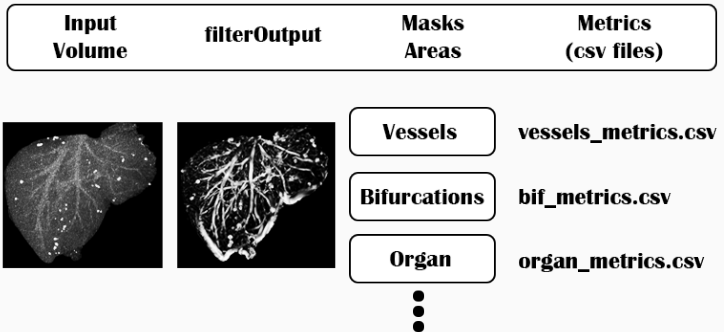 Input
Volume
filterOutput
Masks
Areas
Metrics
(csv files)
Vessels
vessels_metrics.csv
Bifurcations
bif_metrics.csv
Organ
organ_metrics.csv